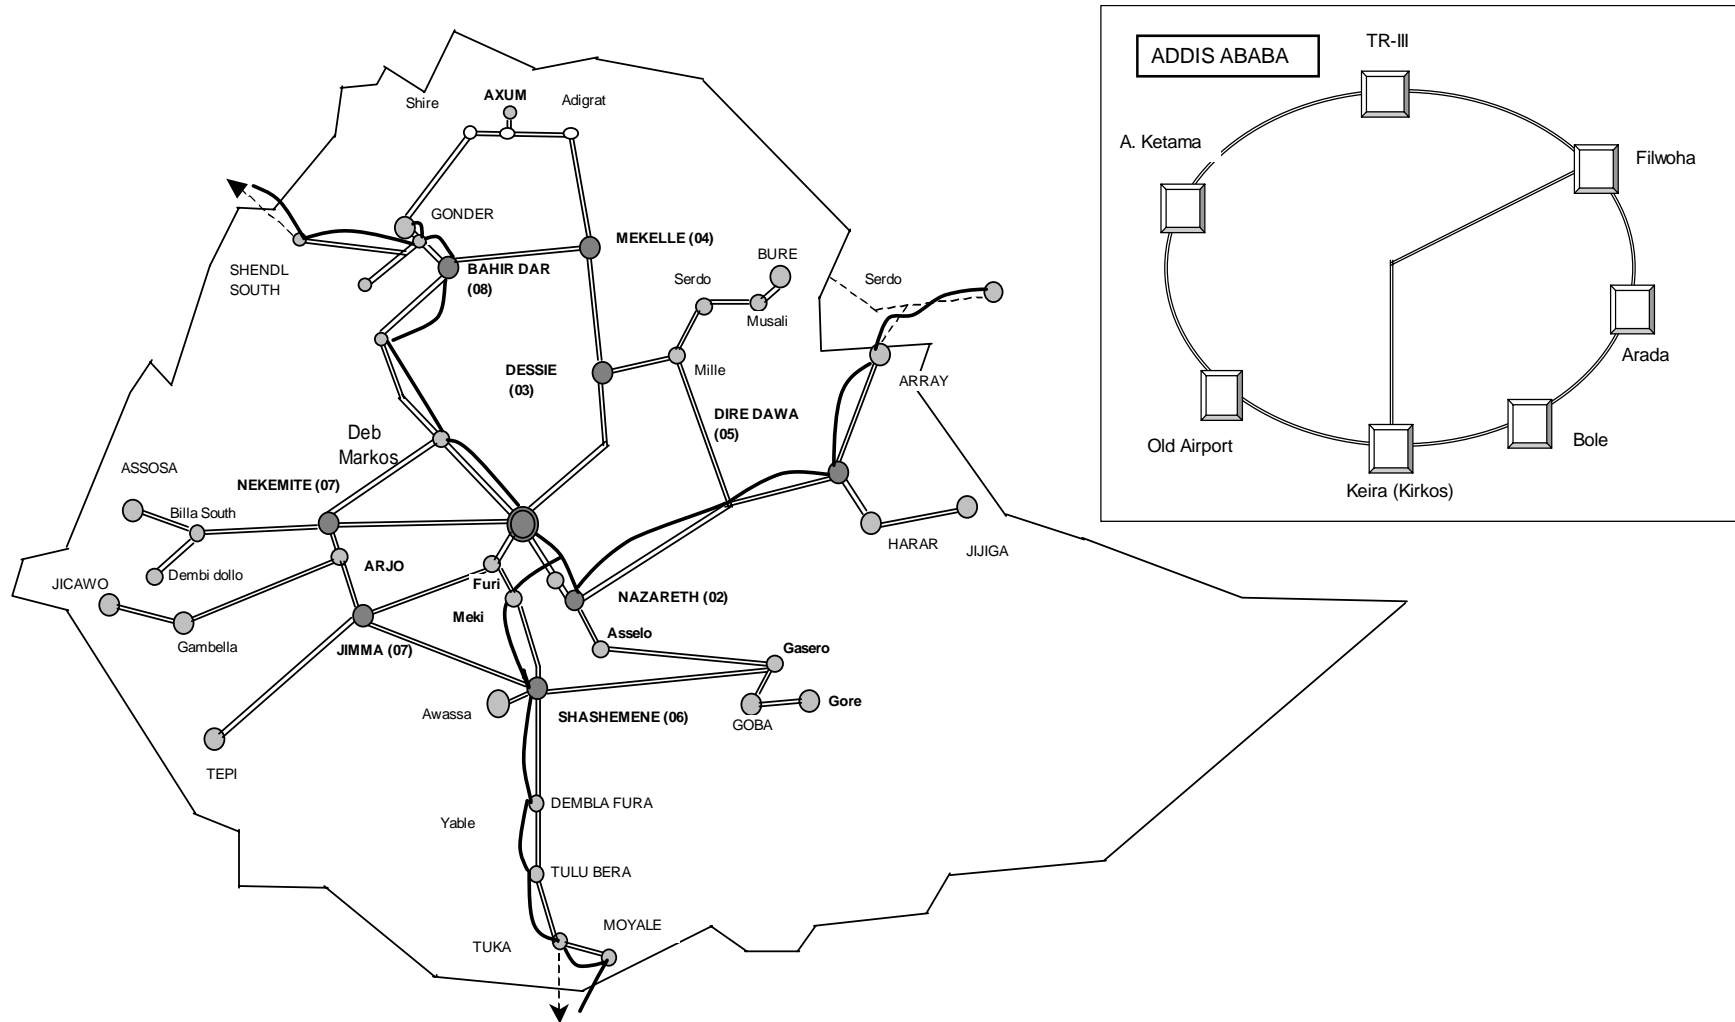 ADDIS ABABA
TR-III
A. Ketama
Filwoha
Arada
Bole
Old Airport
Keira (Kirkos)
Shire
AXUM
Adigrat
GONDER
MEKELLE (04)
SHENDL
SOUTH
BAHIR DAR
(08)
BURE
Serdo
Musali
Serdo
DESSIE
(03)
Mille
ARRAY
DIRE DAWA
(05)
Deb
Markos
ASSOSA
NEKEMITE (07)
Billa South
HARAR
JIJIGA
Dembi dollo
ARJO
JICAWO
Furi
NAZARETH (02)
Meki
Gambella
JIMMA (07)
Asselo
Gasero
Awassa
SHASHEMENE (06)
Gore
GOBA
TEPI
DEMBLA FURA
Yable
TULU BERA
MOYALE
TUKA